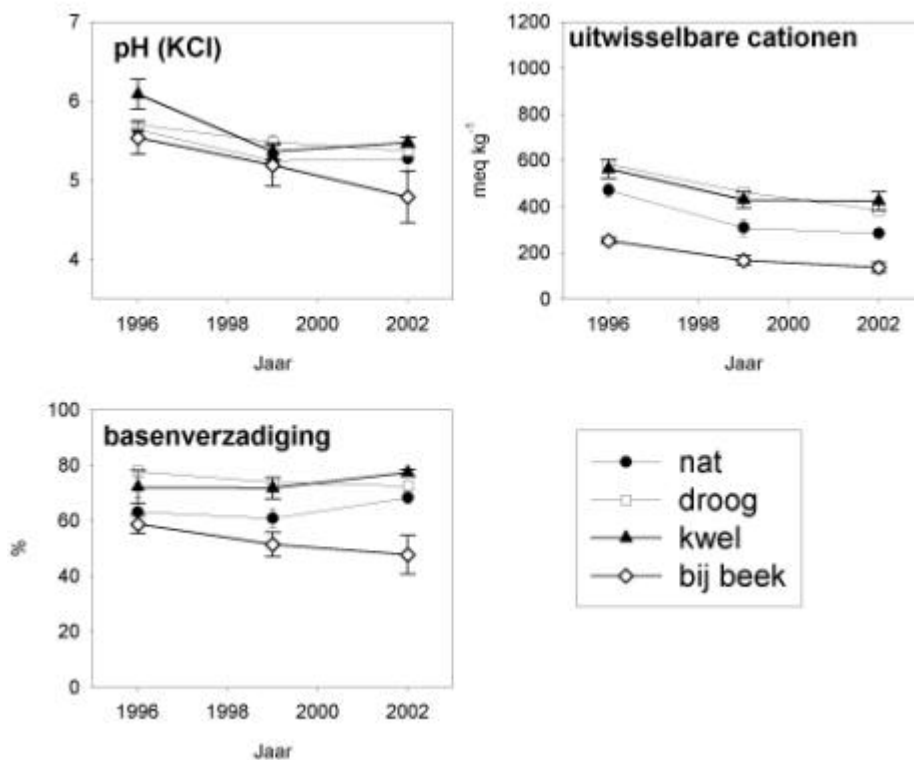 pH (KCl)
7
6
5
4
1996 1998 2000 2002
Jaar
uitwisselbare cationen
meq kg⁻¹
1200
1000
800
600
400
200
0
1996 1998 2000 2002
Jaar
basenverzadiging
%
100
80
60
40
20
0
1996 1998 2000 2002
Jaar
nat
droog
kwel
bij beek